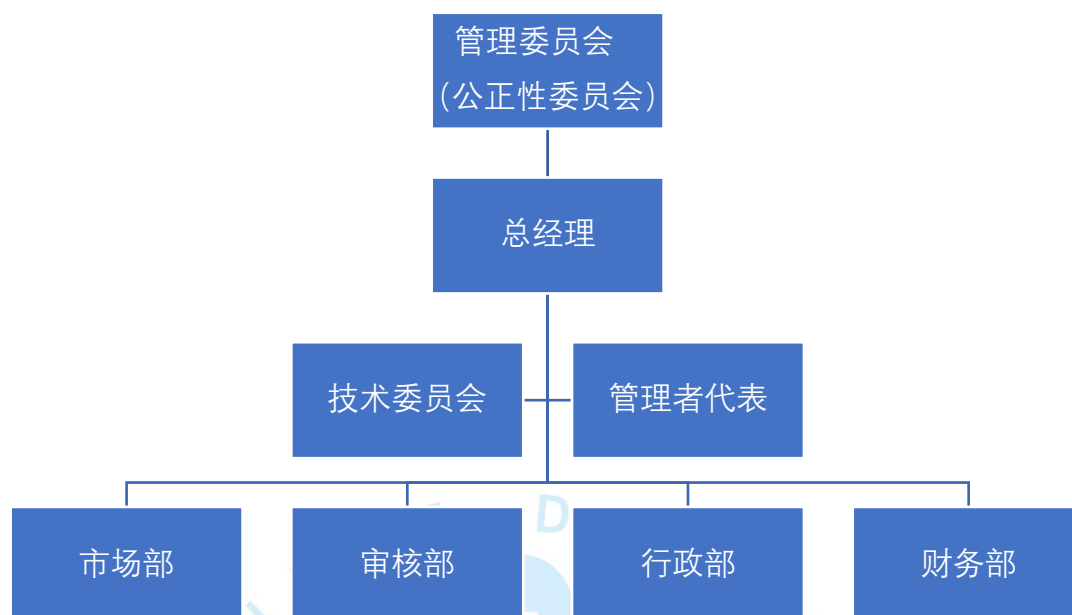 管理委员会
(公正性委员会)
总经理
技术委员会
管理者代表
市场部
审核部
行政部
财务部
D